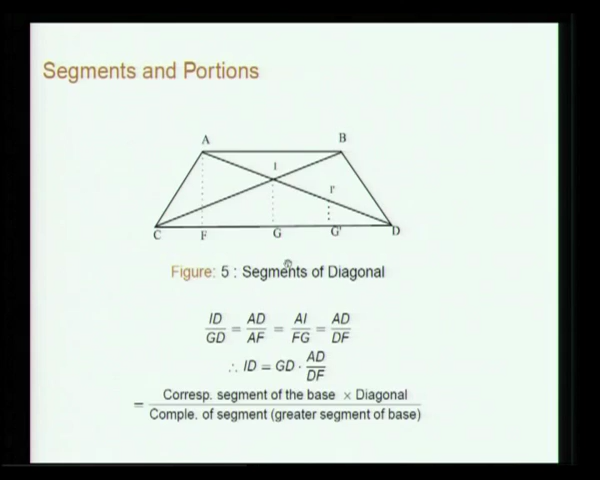 Segments and Portions
A B
I
I'
C F G G' D
Figure: 5 : Segments of Diagonal
ID/GD = AD/AF = AI/FG = AD/DF
∴ ID = GD · AD/DF
= Corresp. segment of the base × Diagonal / Comple. of segment (greater segment of base)